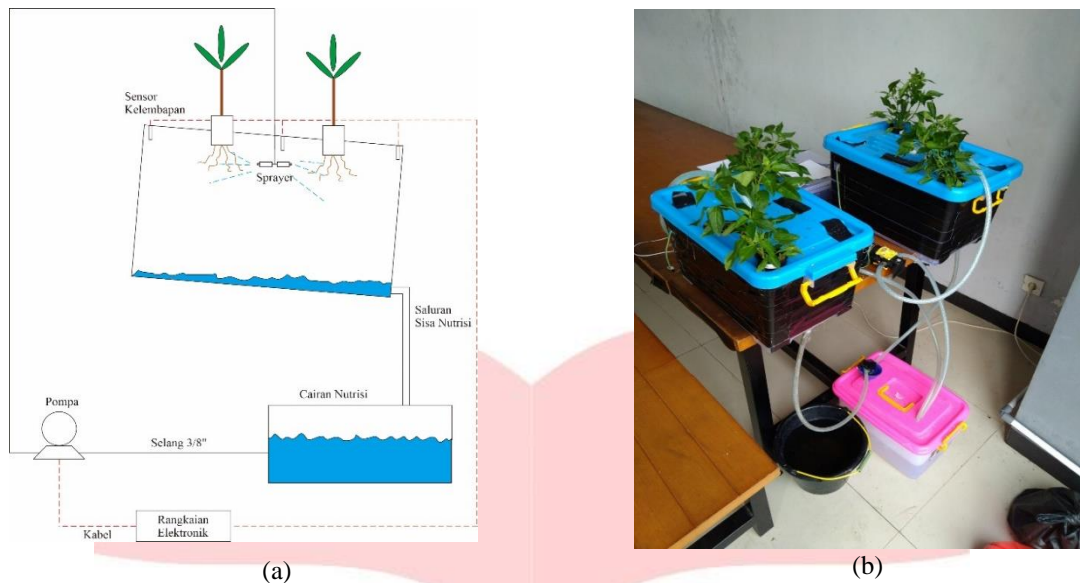 Sensor
Kelembapan
Sprayer
Saluran
Sisa Nutrisi
Cairan Nutrisi
Pompa
Selang 3/8"
Kabel
Rangkaian
Elektronik
(a)
(b)